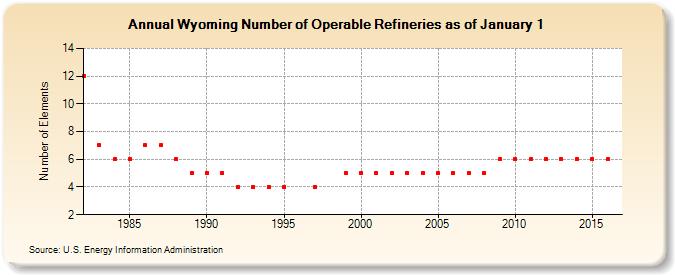 Annual Wyoming Number of Operable Refineries as of January 1
Number of Elements
14
12
10
8
6
4
2
1985 1990 1995 2000 2005 2010 2015
Source: U.S. Energy Information Administration